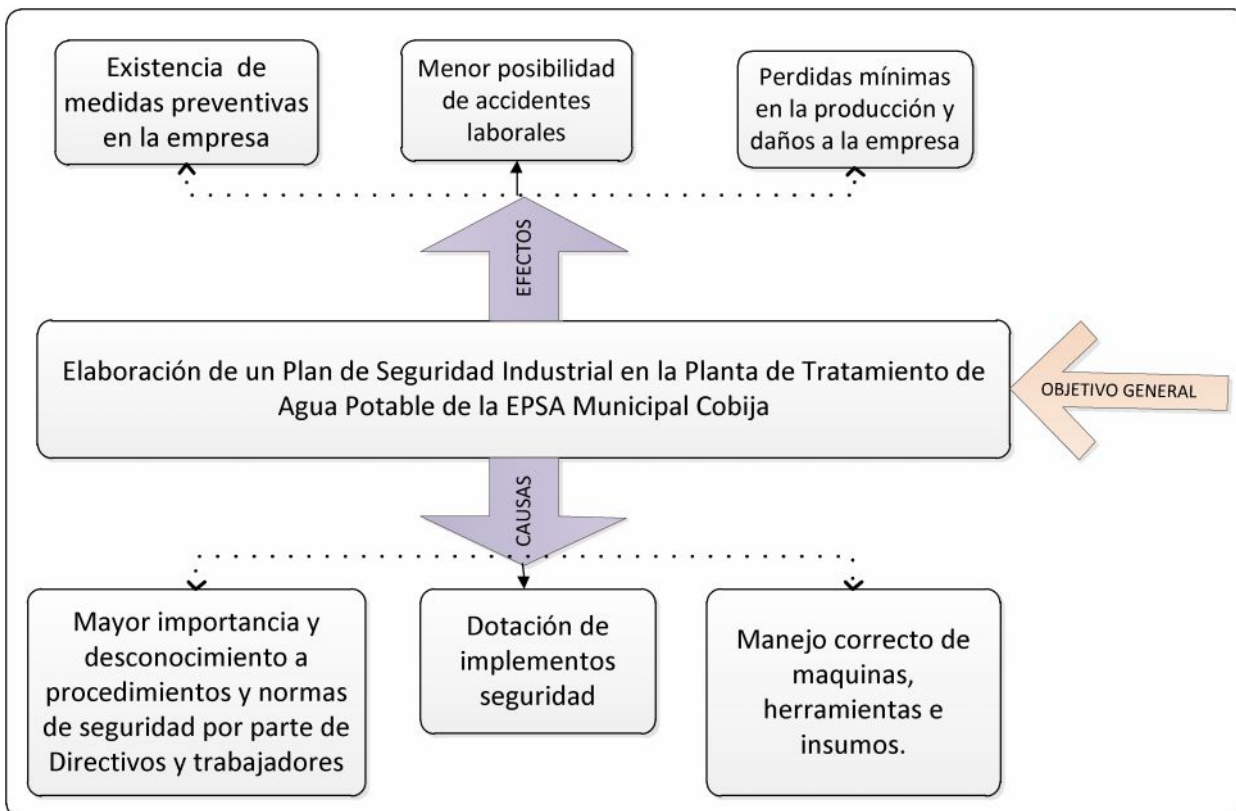 Existencia de
medidas preventivas
en la empresa
Menor posibilidad
de accidentes
laborales
Perdidas mínimas
en la producción y
daños a la empresa
EFECTOS
Elaboración de un Plan de Seguridad Industrial en la Planta de Tratamiento de
Agua Potable de la EPSA Municipal Cobija
OBJETIVO GENERAL
CAUSAS
Mayor importancia y
desconocimiento a
procedimientos y normas
de seguridad por parte de
Directivos y trabajadores
Dotación de
implementos
seguridad
Manejo correcto de
maquinas,
herramientas e
insumos.